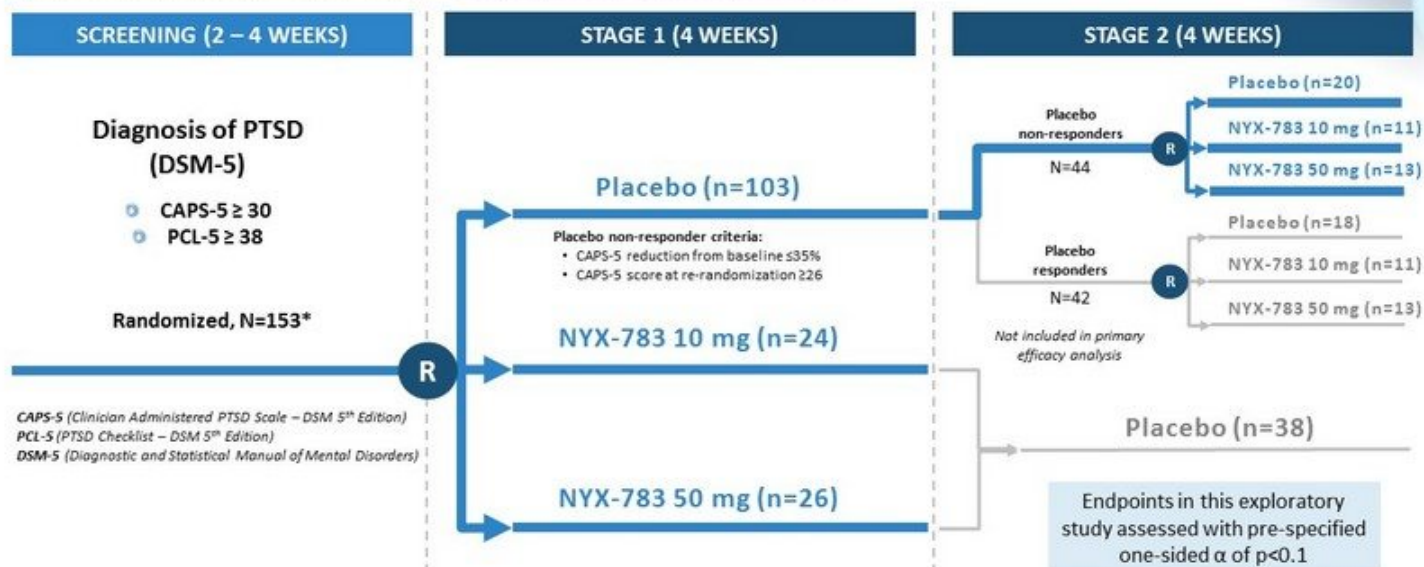 SCREENING (2 – 4 WEEKS)
Diagnosis of PTSD
(DSM-5)
CAPS-5 ≥ 30
PCL-5 ≥ 38
Randomized, N=153*
R
CAPS-5 (Clinician Administered PTSD Scale – DSM 5th Edition)
PCL-5 (PTSD Checklist – DSM 5th Edition)
DSM-5 (Diagnostic and Statistical Manual of Mental Disorders)
STAGE 1 (4 WEEKS)
Placebo (n=103)
Placebo non-responder criteria:
• CAPS-5 reduction from baseline ≤35%
• CAPS-5 score at re-randomization ≥26
NYX-783 10 mg (n=24)
NYX-783 50 mg (n=26)
STAGE 2 (4 WEEKS)
Placebo
non-responders
N=44
R
Placebo (n=20)
NYX-783 10 mg (n=11)
NYX-783 50 mg (n=13)
Placebo
responders
N=42
R
Placebo (n=18)
NYX-783 10 mg (n=11)
NYX-783 50 mg (n=13)
Not included in primary
efficacy analysis
Placebo (n=38)
Endpoints in this exploratory
study assessed with pre-specified
one-sided α of p<0.1